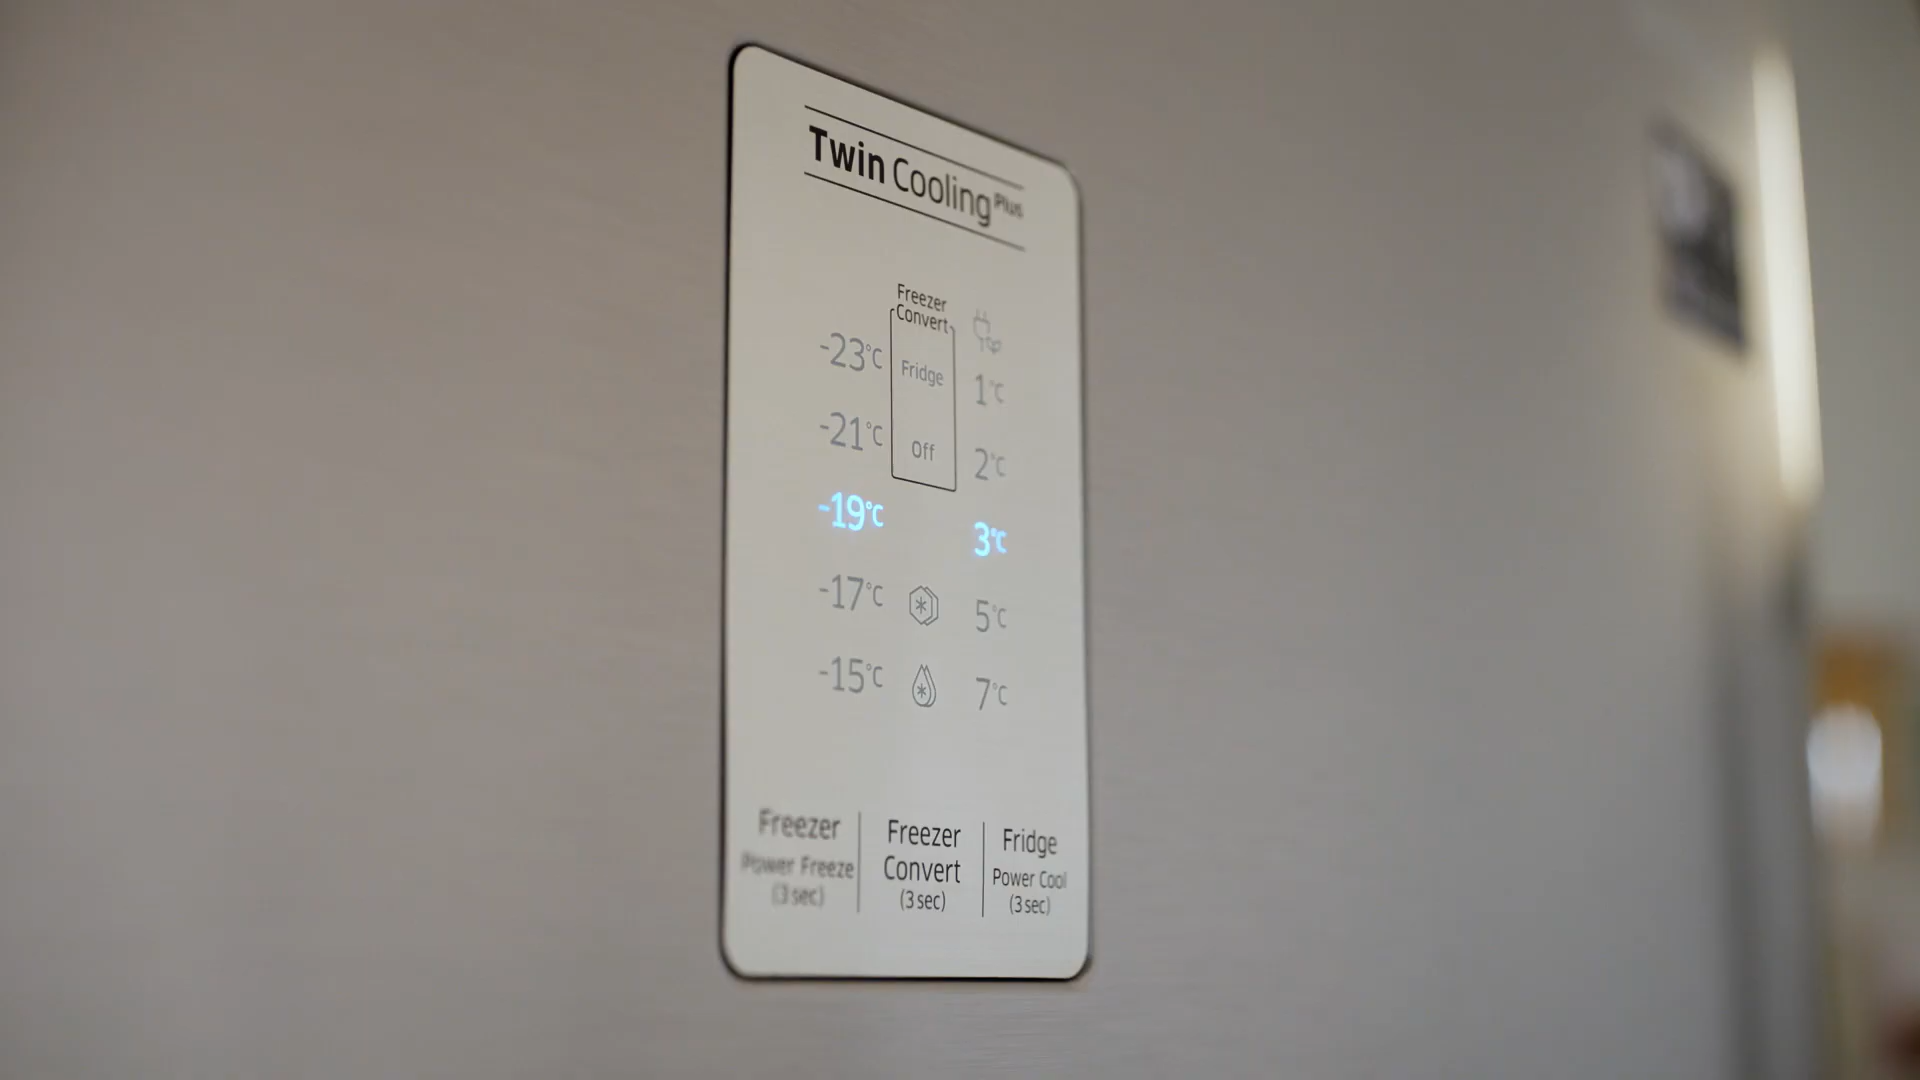 Twin Cooling Plus
Freezer
Convert
-23°C
Fridge
1°C
-21°C
Off
2°C
-19°C
3°C
-17°C
5°C
-15°C
7°C
Freezer
Power Freeze
(3 sec)
Freezer
Convert
(3 sec)
Fridge
Power Cool
(3 sec)